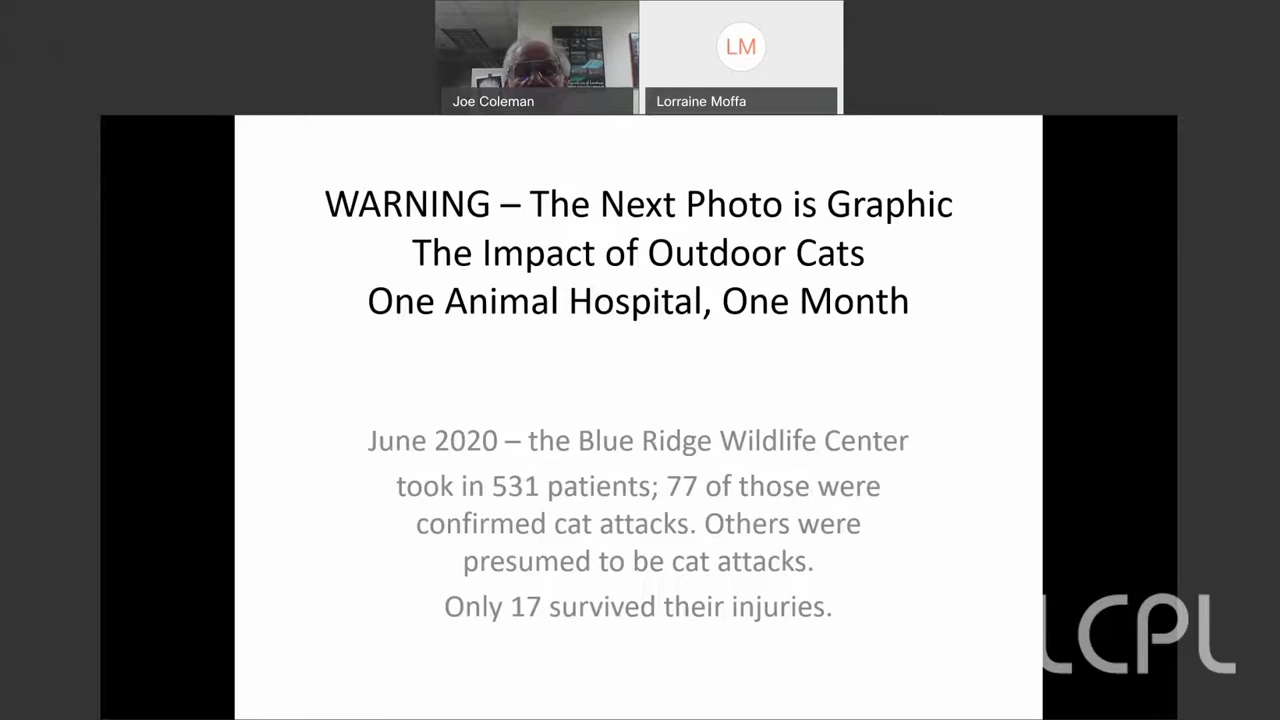 LM
Joe Coleman
Lorraine Moffa
WARNING – The Next Photo is Graphic
The Impact of Outdoor Cats
One Animal Hospital, One Month
June 2020 – the Blue Ridge Wildlife Center
took in 531 patients; 77 of those were
confirmed cat attacks. Others were
presumed to be cat attacks.
Only 17 survived their injuries.
LCPL